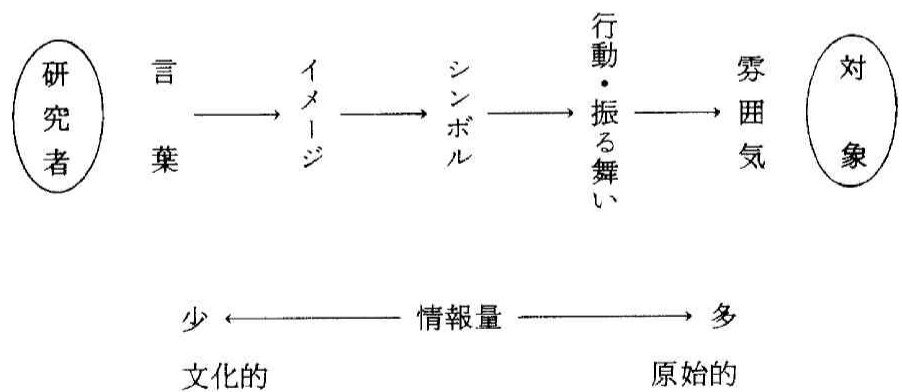 研究者
言葉
イメージ
シンボル
行動・振る舞い
雰囲気
対象
少 情報量 多
文化的 原始的